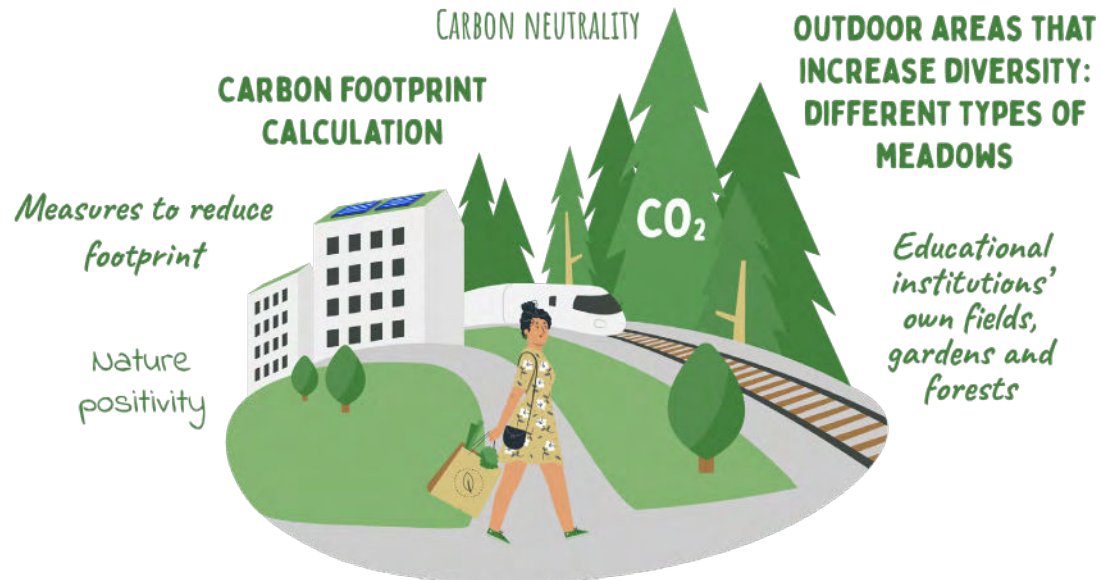 Carbon neutrality
CARBON FOOTPRINT
CALCULATION
OUTDOOR AREAS THAT
INCREASE DIVERSITY:
DIFFERENT TYPES OF
MEADOWS
Measures to reduce
footprint
CO₂
Educational
institutions'
own fields,
gardens and
forests
Nature
positivity